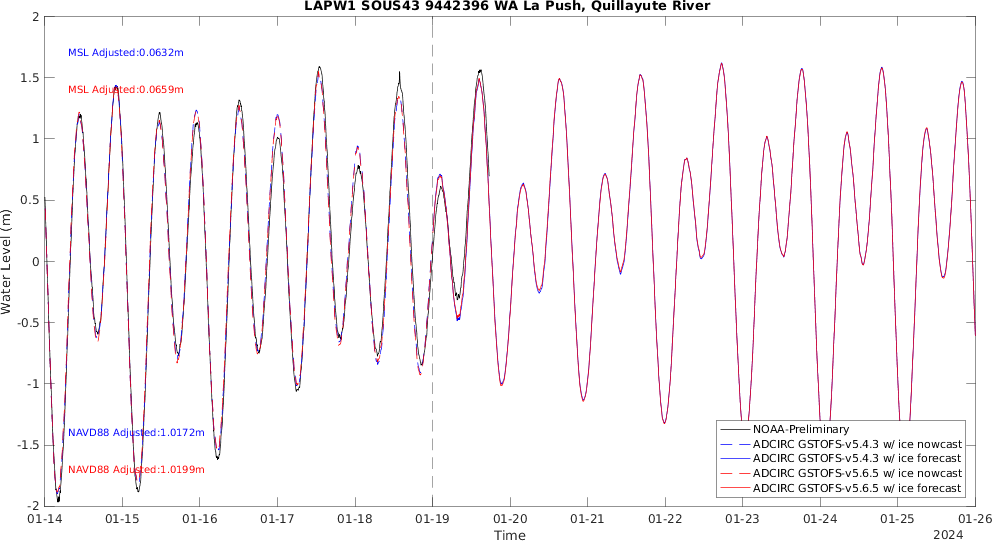 LAPW1 SOUS43 9442396 WA La Push, Quillayute River
MSL Adjusted:0.0632m
MSL Adjusted:0.0659m
NAVD88 Adjusted:1.0172m
NAVD88 Adjusted:1.0199m
Water Level (m)
2
1.5
1
0.5
0
-0.5
-1
-1.5
-2
NOAA-Preliminary
ADCIRC GSTOFS-v5.4.3 w/ ice nowcast
ADCIRC GSTOFS-v5.4.3 w/ ice forecast
ADCIRC GSTOFS-v5.6.5 w/ ice nowcast
ADCIRC GSTOFS-v5.6.5 w/ ice forecast
01-14 01-15 01-16 01-17 01-18 01-19 01-20 01-21 01-22 01-23 01-24 01-25 01-26
Time
2024